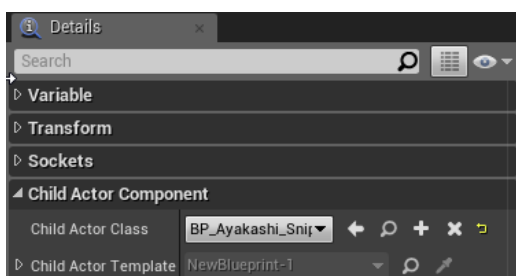 Details
Search
Variable
Transform
Sockets
Child Actor Component
Child Actor Class BP_Ayakashi_Snip
Child Actor Template NewBlueprint-1